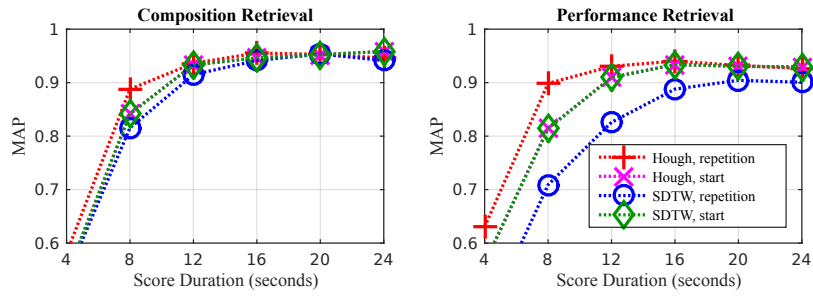 Composition Retrieval
1
0.9
0.8
0.7
0.6
MAP
4 8 12 16 20 24
Score Duration (seconds)
Performance Retrieval
1
0.9
0.8
0.7
0.6
MAP
Hough, repetition
Hough, start
SDTW, repetition
SDTW, start
4 8 12 16 20 24
Score Duration (seconds)